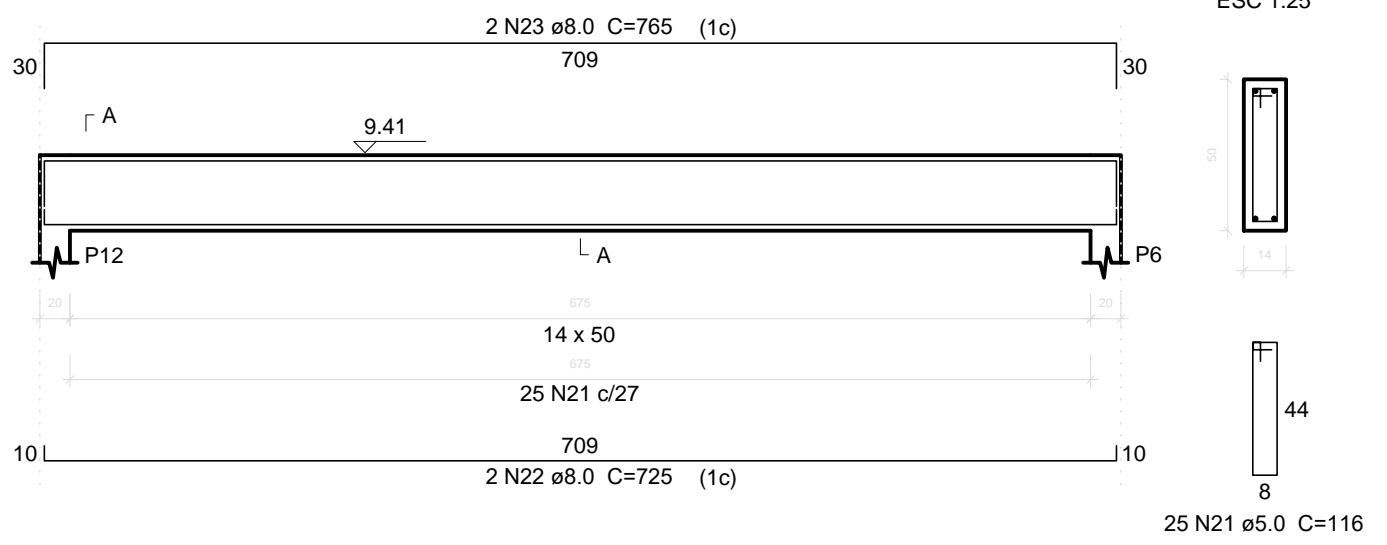 ESC 1:25
2 N23 ø8.0 C=765 (1c)
709
30
30
A
9.41
50
P12
A
P6
14
20
675
20
14 x 50
675
25 N21 c/27
44
10
709
10
2 N22 ø8.0 C=725 (1c)
8
25 N21 ø5.0 C=116